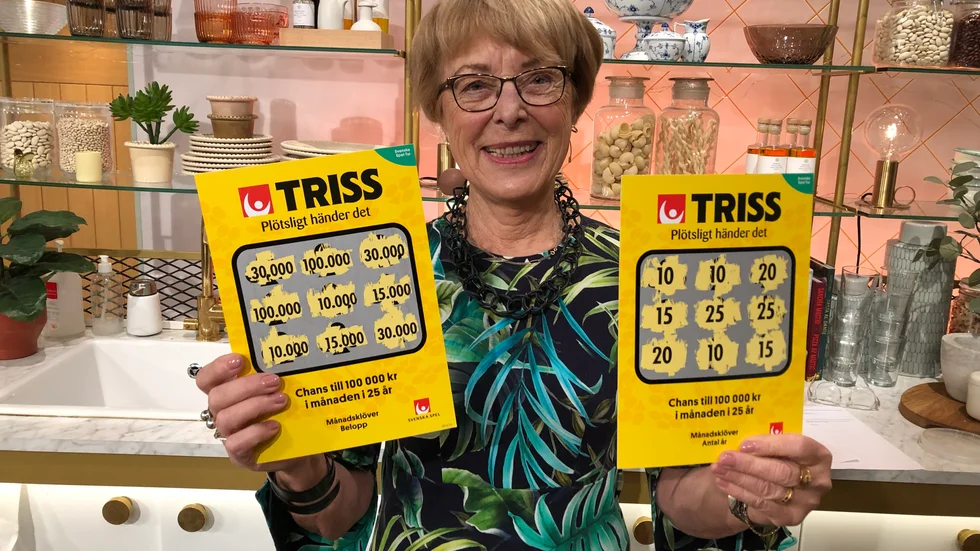 Svenska
Spel för
TRISS
Plötsligt händer det
30.000 100.000 30.000
100.000 10.000 15.000
10.000 15.000 30.000
Chans till 100 000 kr
i månaden i 25 år
Månadsklöver
Belopp
SVENSKA SPEL
TRISS
Plötsligt händer det
10 10 20
15 25 25
20 10 15
Chans till 100 000 kr
i månaden i 25 år
Månadsklöver
Antal år